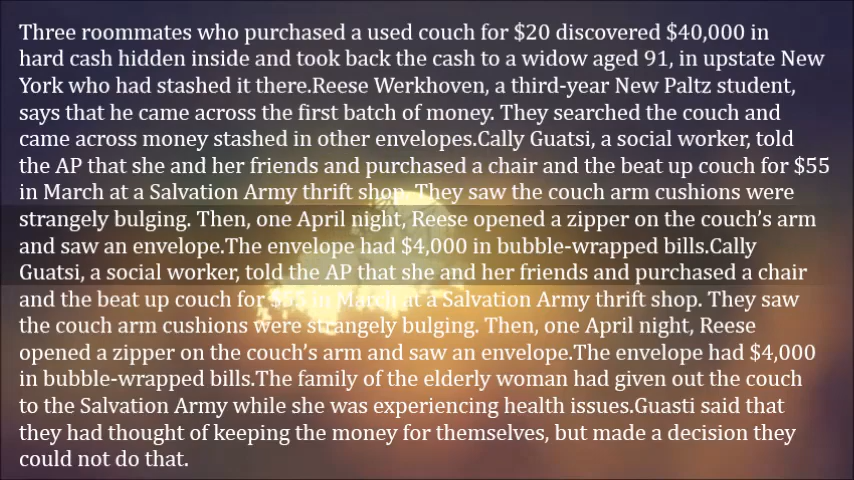 Three roommates who purchased a used couch for $20 discovered $40,000 in
hard cash hidden inside and took back the cash to a widow aged 91, in upstate New
York who had stashed it there.Reese Werkhoven, a third-year New Paltz student,
says that he came across the first batch of money. They searched the couch and
came across money stashed in other envelopes.Cally Guatsi, a social worker, told
the AP that she and her friends and purchased a chair and the beat up couch for $55
in March at a Salvation Army thrift shop. They saw the couch arm cushions were
strangely bulging. Then, one April night, Reese opened a zipper on the couch’s arm
and saw an envelope.The envelope had $4,000 in bubble-wrapped bills.Cally
Guatsi, a social worker, told the AP that she and her friends and purchased a chair
and the beat up couch for $55 in March at a Salvation Army thrift shop. They saw
the couch arm cushions were strangely bulging. Then, one April night, Reese
opened a zipper on the couch’s arm and saw an envelope.The envelope had $4,000
in bubble-wrapped bills.The family of the elderly woman had given out the couch
to the Salvation Army while she was experiencing health issues.Guasti said that
they had thought of keeping the money for themselves, but made a decision they
could not do that.